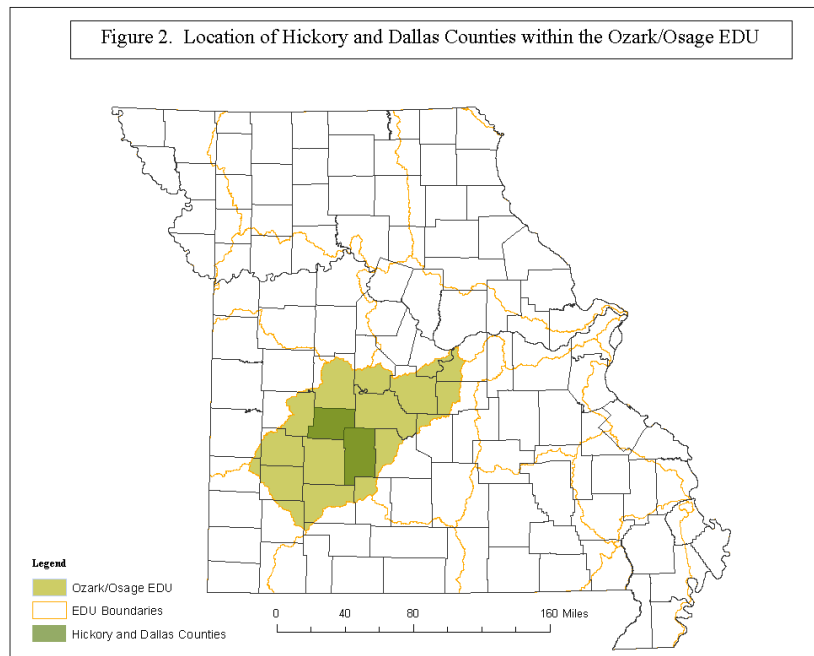 Figure 2.  Location of Hickory and Dallas Counties within the Ozark/Osage EDU
Legend
Ozark/Osage EDU
EDU Boundaries
Hickory and Dallas Counties
0 40 80 160 Miles